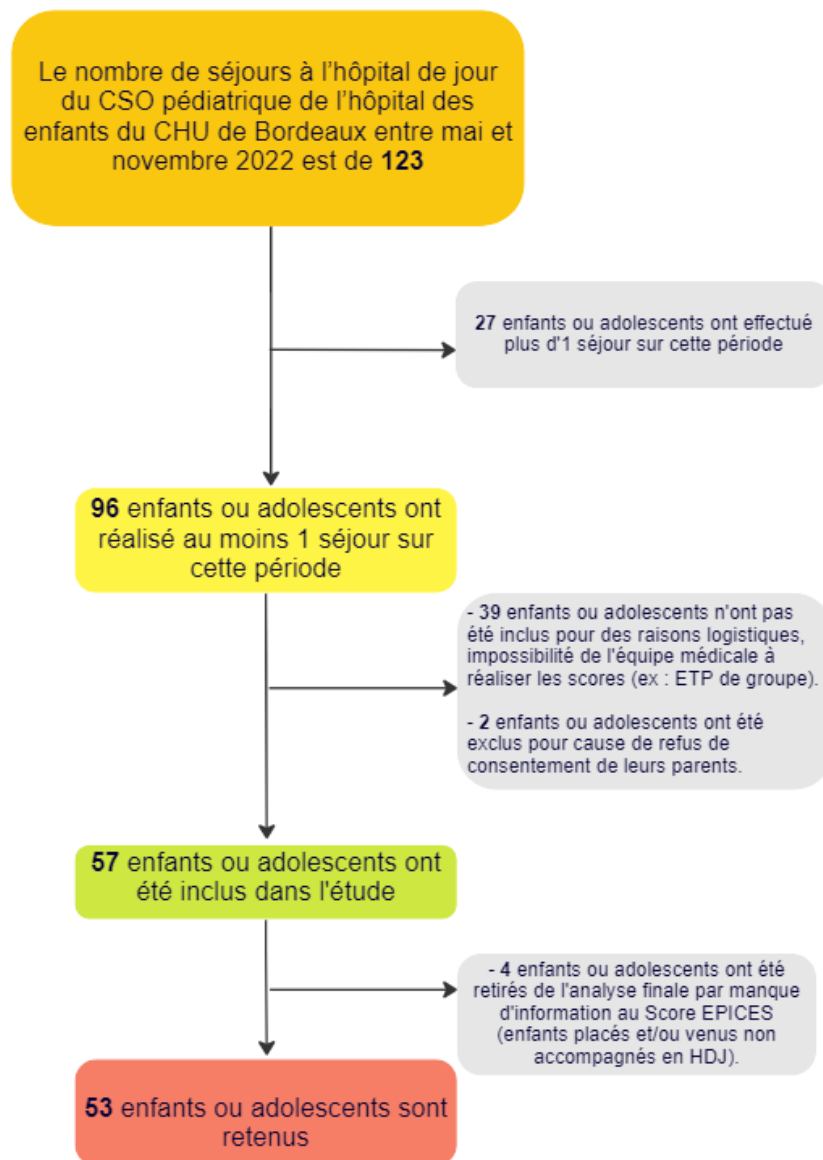 Le nombre de séjours à l'hôpital de jour
du CSO pédiatrique de l'hôpital des
enfants du CHU de Bordeaux entre mai et
novembre 2022 est de 123
27 enfants ou adolescents ont effectué
plus d'1 séjour sur cette période
96 enfants ou adolescents ont
réalisé au moins 1 séjour sur
cette période
- 39 enfants ou adolescents n'ont pas
été inclus pour des raisons logistiques,
impossibilité de l'équipe médicale à
réaliser les scores (ex : ETP de groupe).
- 2 enfants ou adolescents ont été
exclus pour cause de refus de
consentement de leurs parents.
57 enfants ou adolescents ont
été inclus dans l'étude
- 4 enfants ou adolescents ont été
retirés de l'analyse finale par manque
d'information au Score EPICES
(enfants placés et/ou venus non
accompagnés en HDJ).
53 enfants ou adolescents sont
retenus